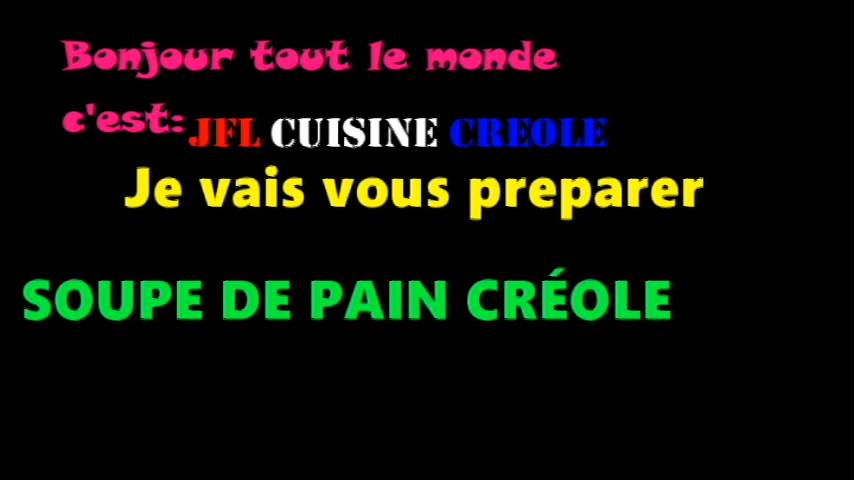 Bonjour tout le monde
c'est: JFL CUISINE CREOLE
Je vais vous preparer
SOUPE DE PAIN CRÉOLE